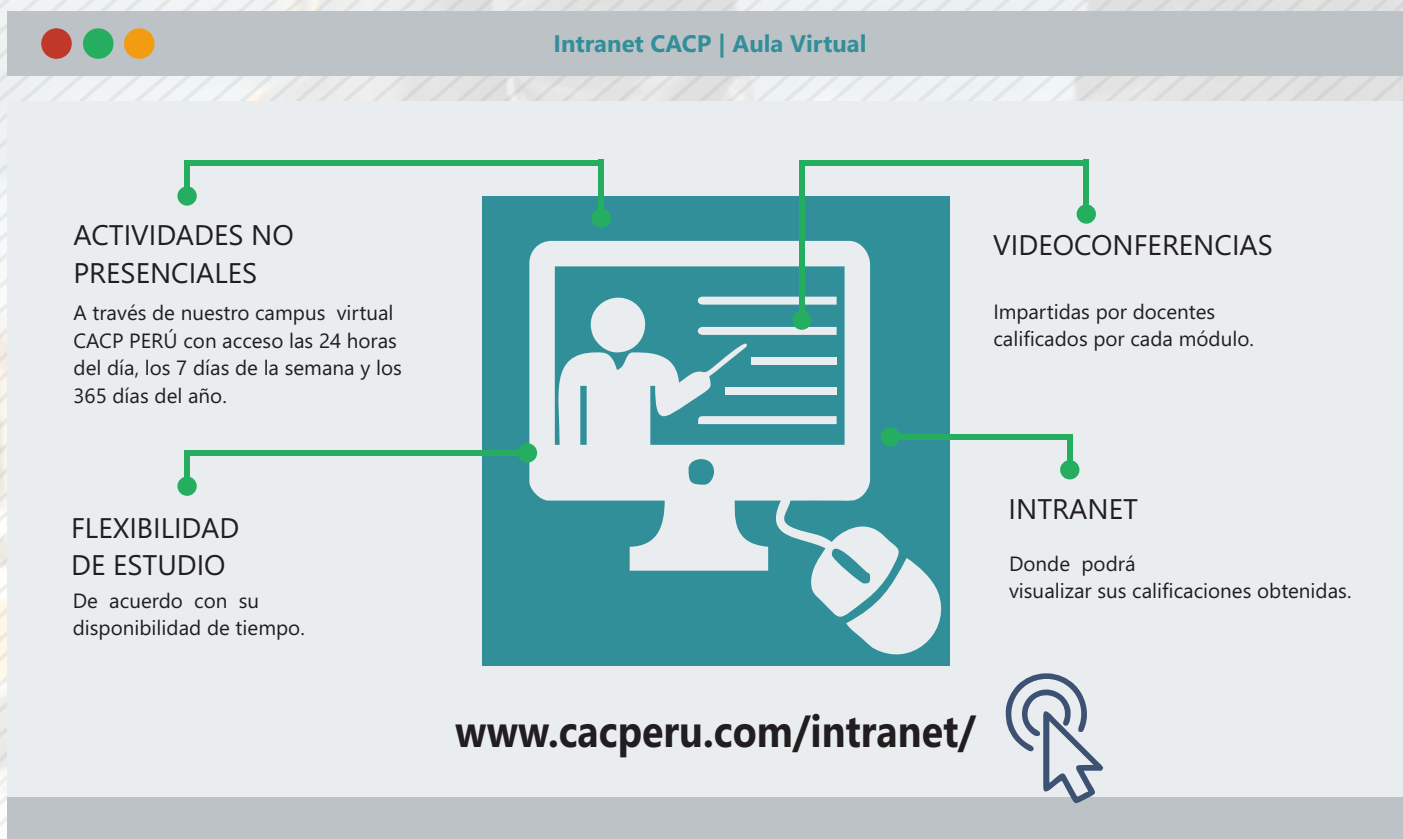 Intranet CACP | Aula Virtual
ACTIVIDADES NO
PRESENCIALES
A través de nuestro campus virtual
CACP PERÚ con acceso las 24 horas
del día, los 7 días de la semana y los
365 días del año.
VIDEOCONFERENCIAS
Impartidas por docentes
calificados por cada módulo.
FLEXIBILIDAD
DE ESTUDIO
De acuerdo con su
disponibilidad de tiempo.
INTRANET
Donde podrá
visualizar sus calificaciones obtenidas.
www.cacperu.com/intranet/